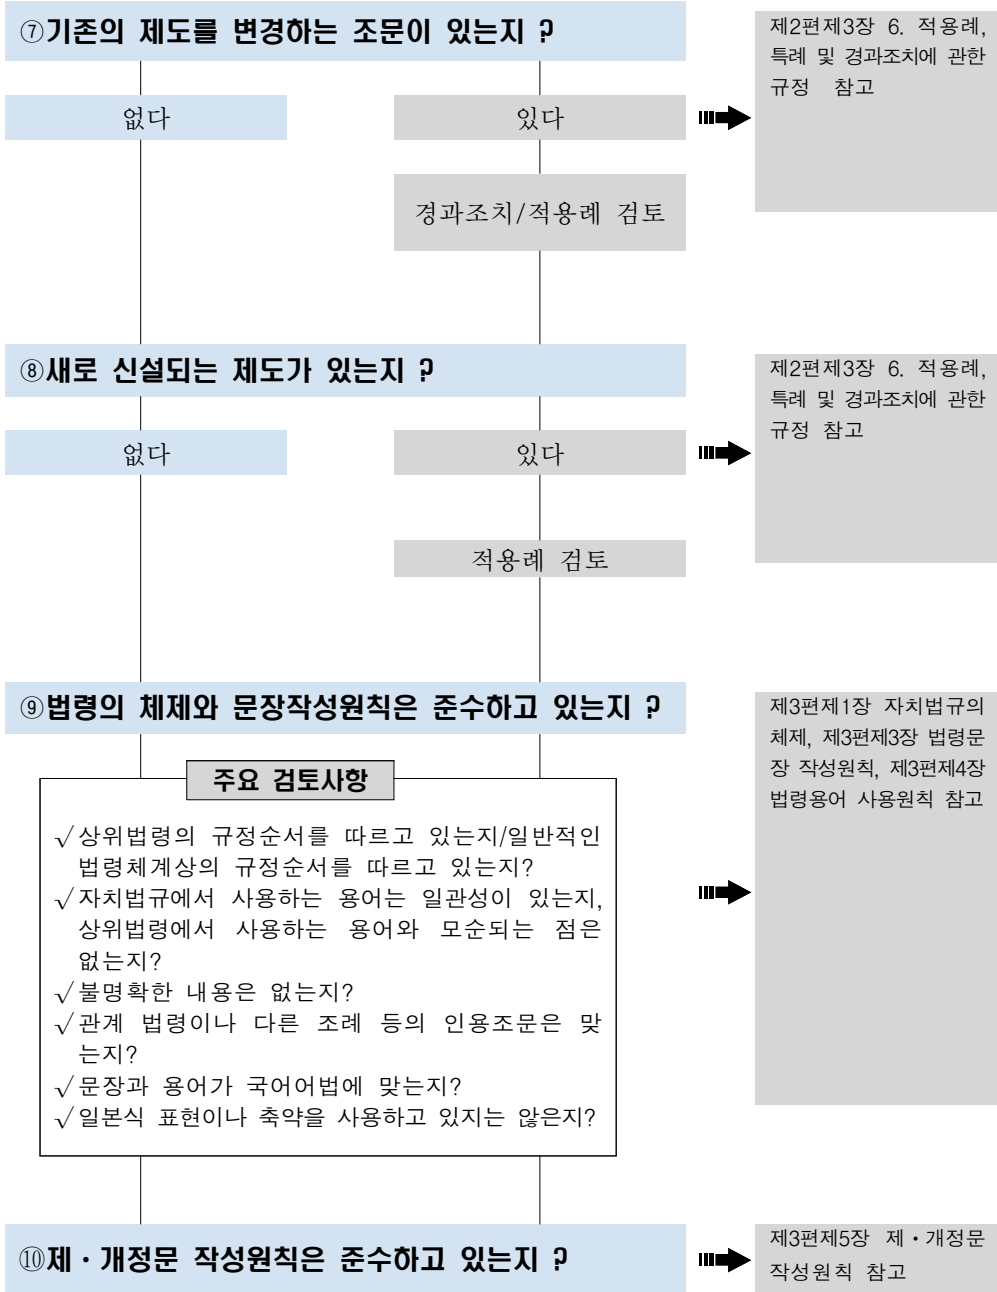 ⑦기존의 제도를 변경하는 조문이 있는지 ?
제2편제3장 6. 적용례,
특례 및 경과조치에 관한
규정 참고
없다
있다
경과조치/적용례 검토
⑧새로 신설되는 제도가 있는지 ?
제2편제3장 6. 적용례,
특례 및 경과조치에 관한
규정 참고
없다
있다
적용례 검토
⑨법령의 체제와 문장작성원칙은 준수하고 있는지 ?
제3편제1장 자치법규의
체제, 제3편제3장 법령문
장 작성원칙, 제3편제4장
법령용어 사용원칙 참고
주요 검토사항
√상위법령의 규정순서를 따르고 있는지/일반적인
법령체계상의 규정순서를 따르고 있는지?
√자치법규에서 사용하는 용어는 일관성이 있는지,
상위법령에서 사용하는 용어와 모순되는 점은
없는지?
√불명확한 내용은 없는지?
√관계 법령이나 다른 조례 등의 인용조문은 맞
는지?
√문장과 용어가 국어어법에 맞는지?
√일본식 표현이나 축약을 사용하고 있지는 않은지?
⑩제·개정문 작성원칙은 준수하고 있는지 ?
제3편제5장 제·개정문
작성원칙 참고